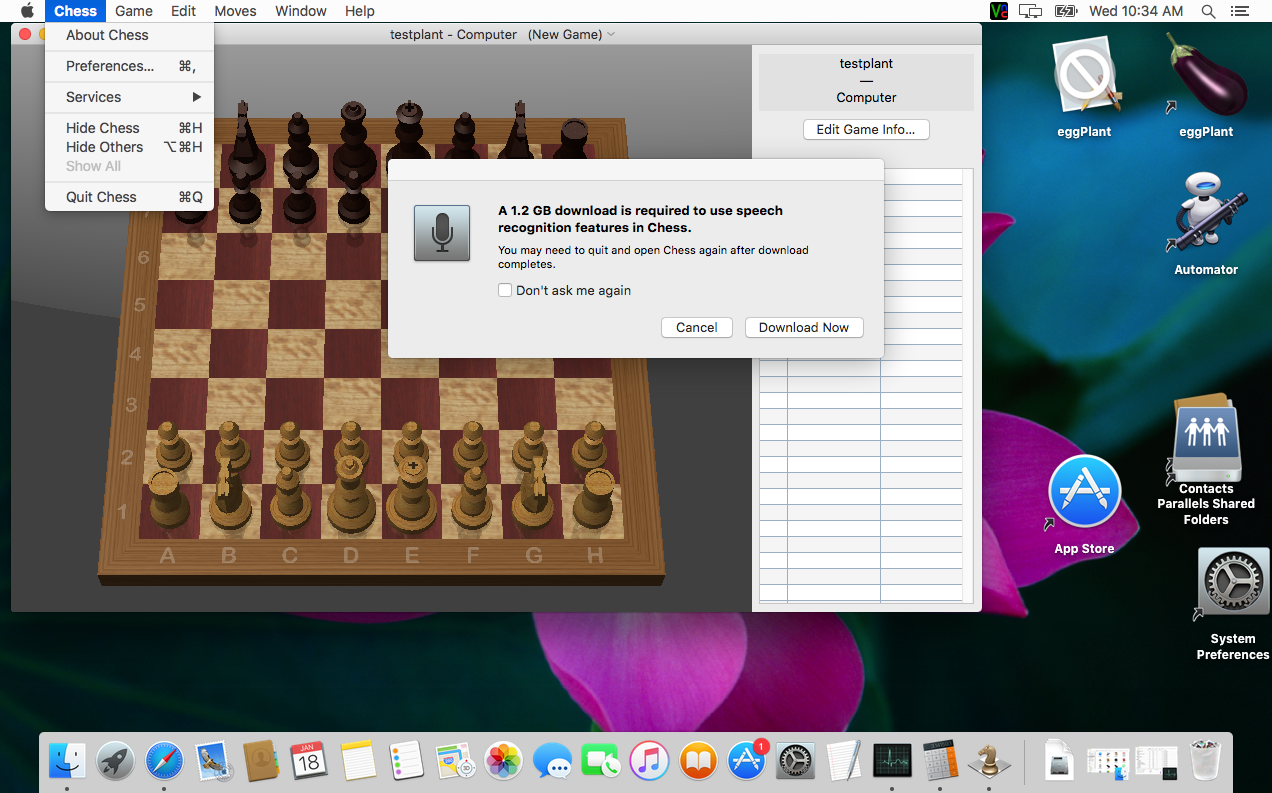 Chess Game Edit Moves Window Help
Wed 10:34 AM
testplant - Computer (New Game)
About Chess
Preferences... ⌘,
Services
Hide Chess ⌘H
Hide Others ⌥⌘H
Show All
Quit Chess ⌘Q
testplant
—
Computer
Edit Game Info...
A 1.2 GB download is required to use speech
recognition features in Chess.
You may need to quit and open Chess again after download
completes.
Don't ask me again
Cancel
Download Now
6
5
4
3
2
1
A B C D E F G H
eggPlant
eggPlant
Automator
Contacts
Parallels Shared
Folders
App Store
System
Preferences
JAN
18
1